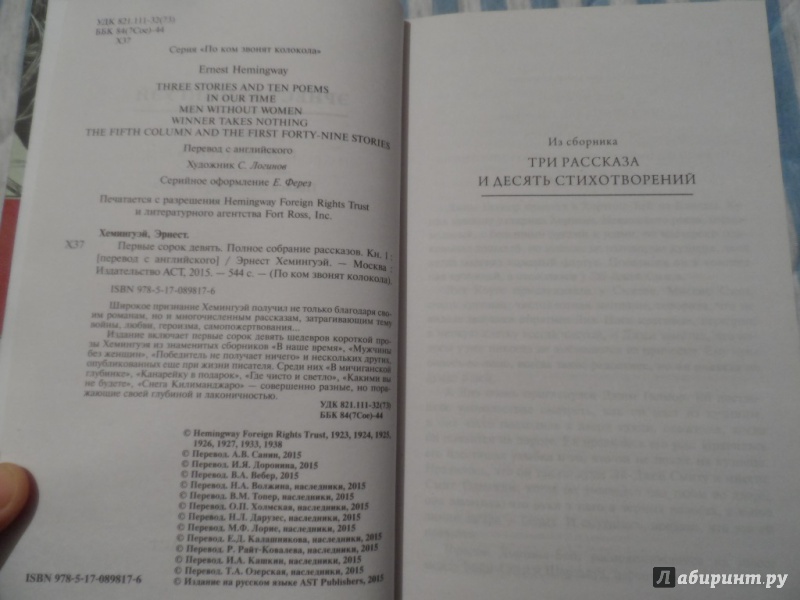 УДК 821.111-32(73)
ББК 84(7Сое)-44
Х37
Серия «По ком звонят колокола»
Ernest Hemingway
THREE STORIES AND TEN POEMS
IN OUR TIME
MEN WITHOUT WOMEN
WINNER TAKES NOTHING
THE FIFTH COLUMN AND THE FIRST FORTY-NINE STORIES
Перевод с английского
Художник С. Логинов
Серийное оформление Е. Ферез
Печатается с разрешения Hemingway Foreign Rights Trust
и литературного агентства Fort Ross, Inc.
Хемингуэй, Эрнест.
Х37 Первые сорок девять. Полное собрание рассказов. Кн. 1 :
[перевод с английского] / Эрнест Хемингуэй. — Москва :
Издательство АСТ, 2015. — 544 с. — (По ком звонят колокола).
ISBN 978-5-17-089817-6
Широкое признание Хемингуэй получил не только благодаря сво-
им романам, но и многочисленным рассказам, затрагивающим тему
войны, любви, героизма, самопожертвования...
Издание включает первые сорок девять шедевров короткой про-
зы Хемингуэя из знаменитых сборников «В наше время», «Мужчины
без женщин», «Победитель не получает ничего» и нескольких других,
опубликованных еще при жизни писателя. Среди них «В мичиганской
глубинке», «Канарейку в подарок», «Где чисто и светло», «Какими вы
не будете», «Снега Килиманджаро» — совершенно разные, но пора-
жающие своей глубиной и лаконичностью.
УДК 821.111-32(73)
ББК 84(7Сое)-44
© Hemingway Foreign Rights Trust, 1923, 1924, 1925,
1926, 1927, 1933, 1938
© Перевод. А.В. Санин, 2015
© Перевод. И.Я. Доронина, 2015
© Перевод. В.А. Вебер, 2015
© Перевод. Н.А. Волжина, наследники, 2015
© Перевод. В.М. Топер, наследники, 2015
© Перевод. О.П. Холмская, наследники, 2015
© Перевод. Н.Л. Дарузес, наследники, 2015
© Перевод. М.Ф. Лорие, наследники, 2015
© Перевод. Е.Д. Калашникова, наследники, 2015
© Перевод. Р. Райт-Ковалева, наследники, 2015
© Перевод. И.А. Кашкин, наследники, 2015
© Перевод. Т.А. Озерская, наследники, 2015
ISBN 978-5-17-089817-6 © Издание на русском языке AST Publishers, 2015
Из сборника
ТРИ РАССКАЗА
И ДЕСЯТЬ СТИХОТВОРЕНИЙ
Лабиринт.ру